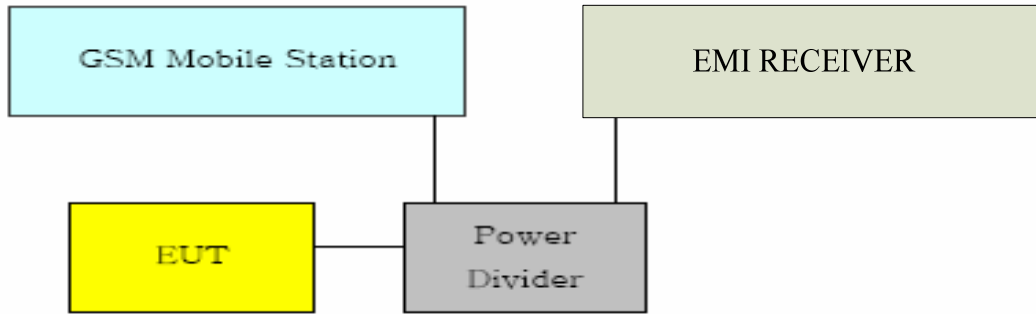 GSM Mobile Station
EMI RECEIVER
EUT
Power
Divider